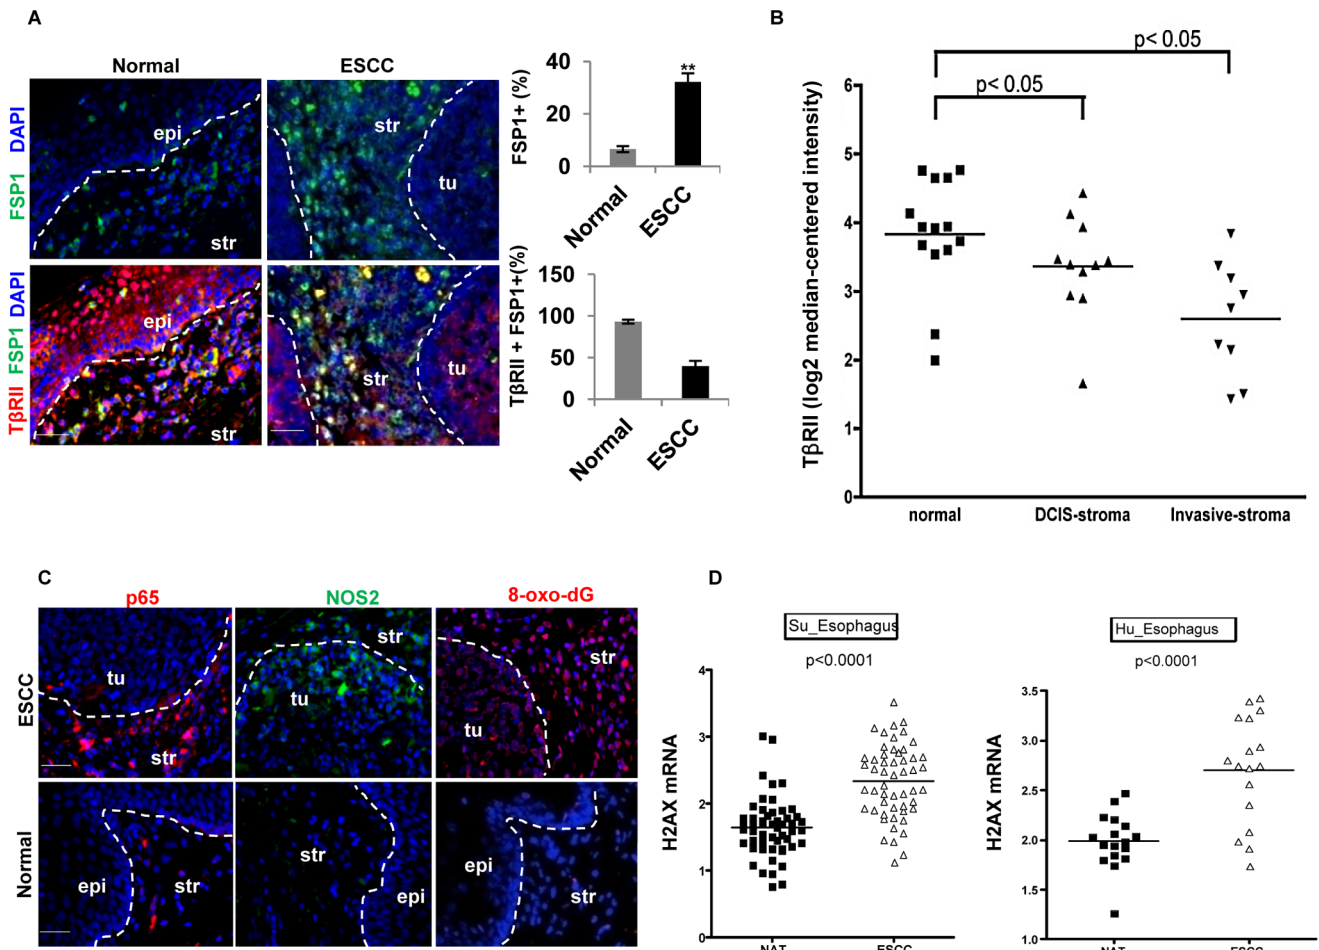 A
Normal
ESCC
FSP1 DAPI
epi
str
str
tu
TβRII FSP1 DAPI
epi
str
str
tu
FSP1+ (%)
40
20
0
**
Normal
ESCC
TβRII + FSP1+(%)
150
100
50
0
Normal
ESCC
B
p< 0.05
p< 0.05
TβRII (log2 median-centered intensity)
6
5
4
3
2
1
0
normal
DCIS-stroma
Invasive-stroma
C
p65
NOS2
8-oxo-dG
ESCC
tu
str
str
tu
str
tu
Normal
epi
str
str
epi
epi
str
D
Su_Esophagus
p<0.0001
H2AX mRNA
4
3
2
1
0
NAT
ESCC
Hu_Esophagus
p<0.0001
H2AX mRNA
3.5
3.0
2.5
2.0
1.5
1.0
NAT
ESCC